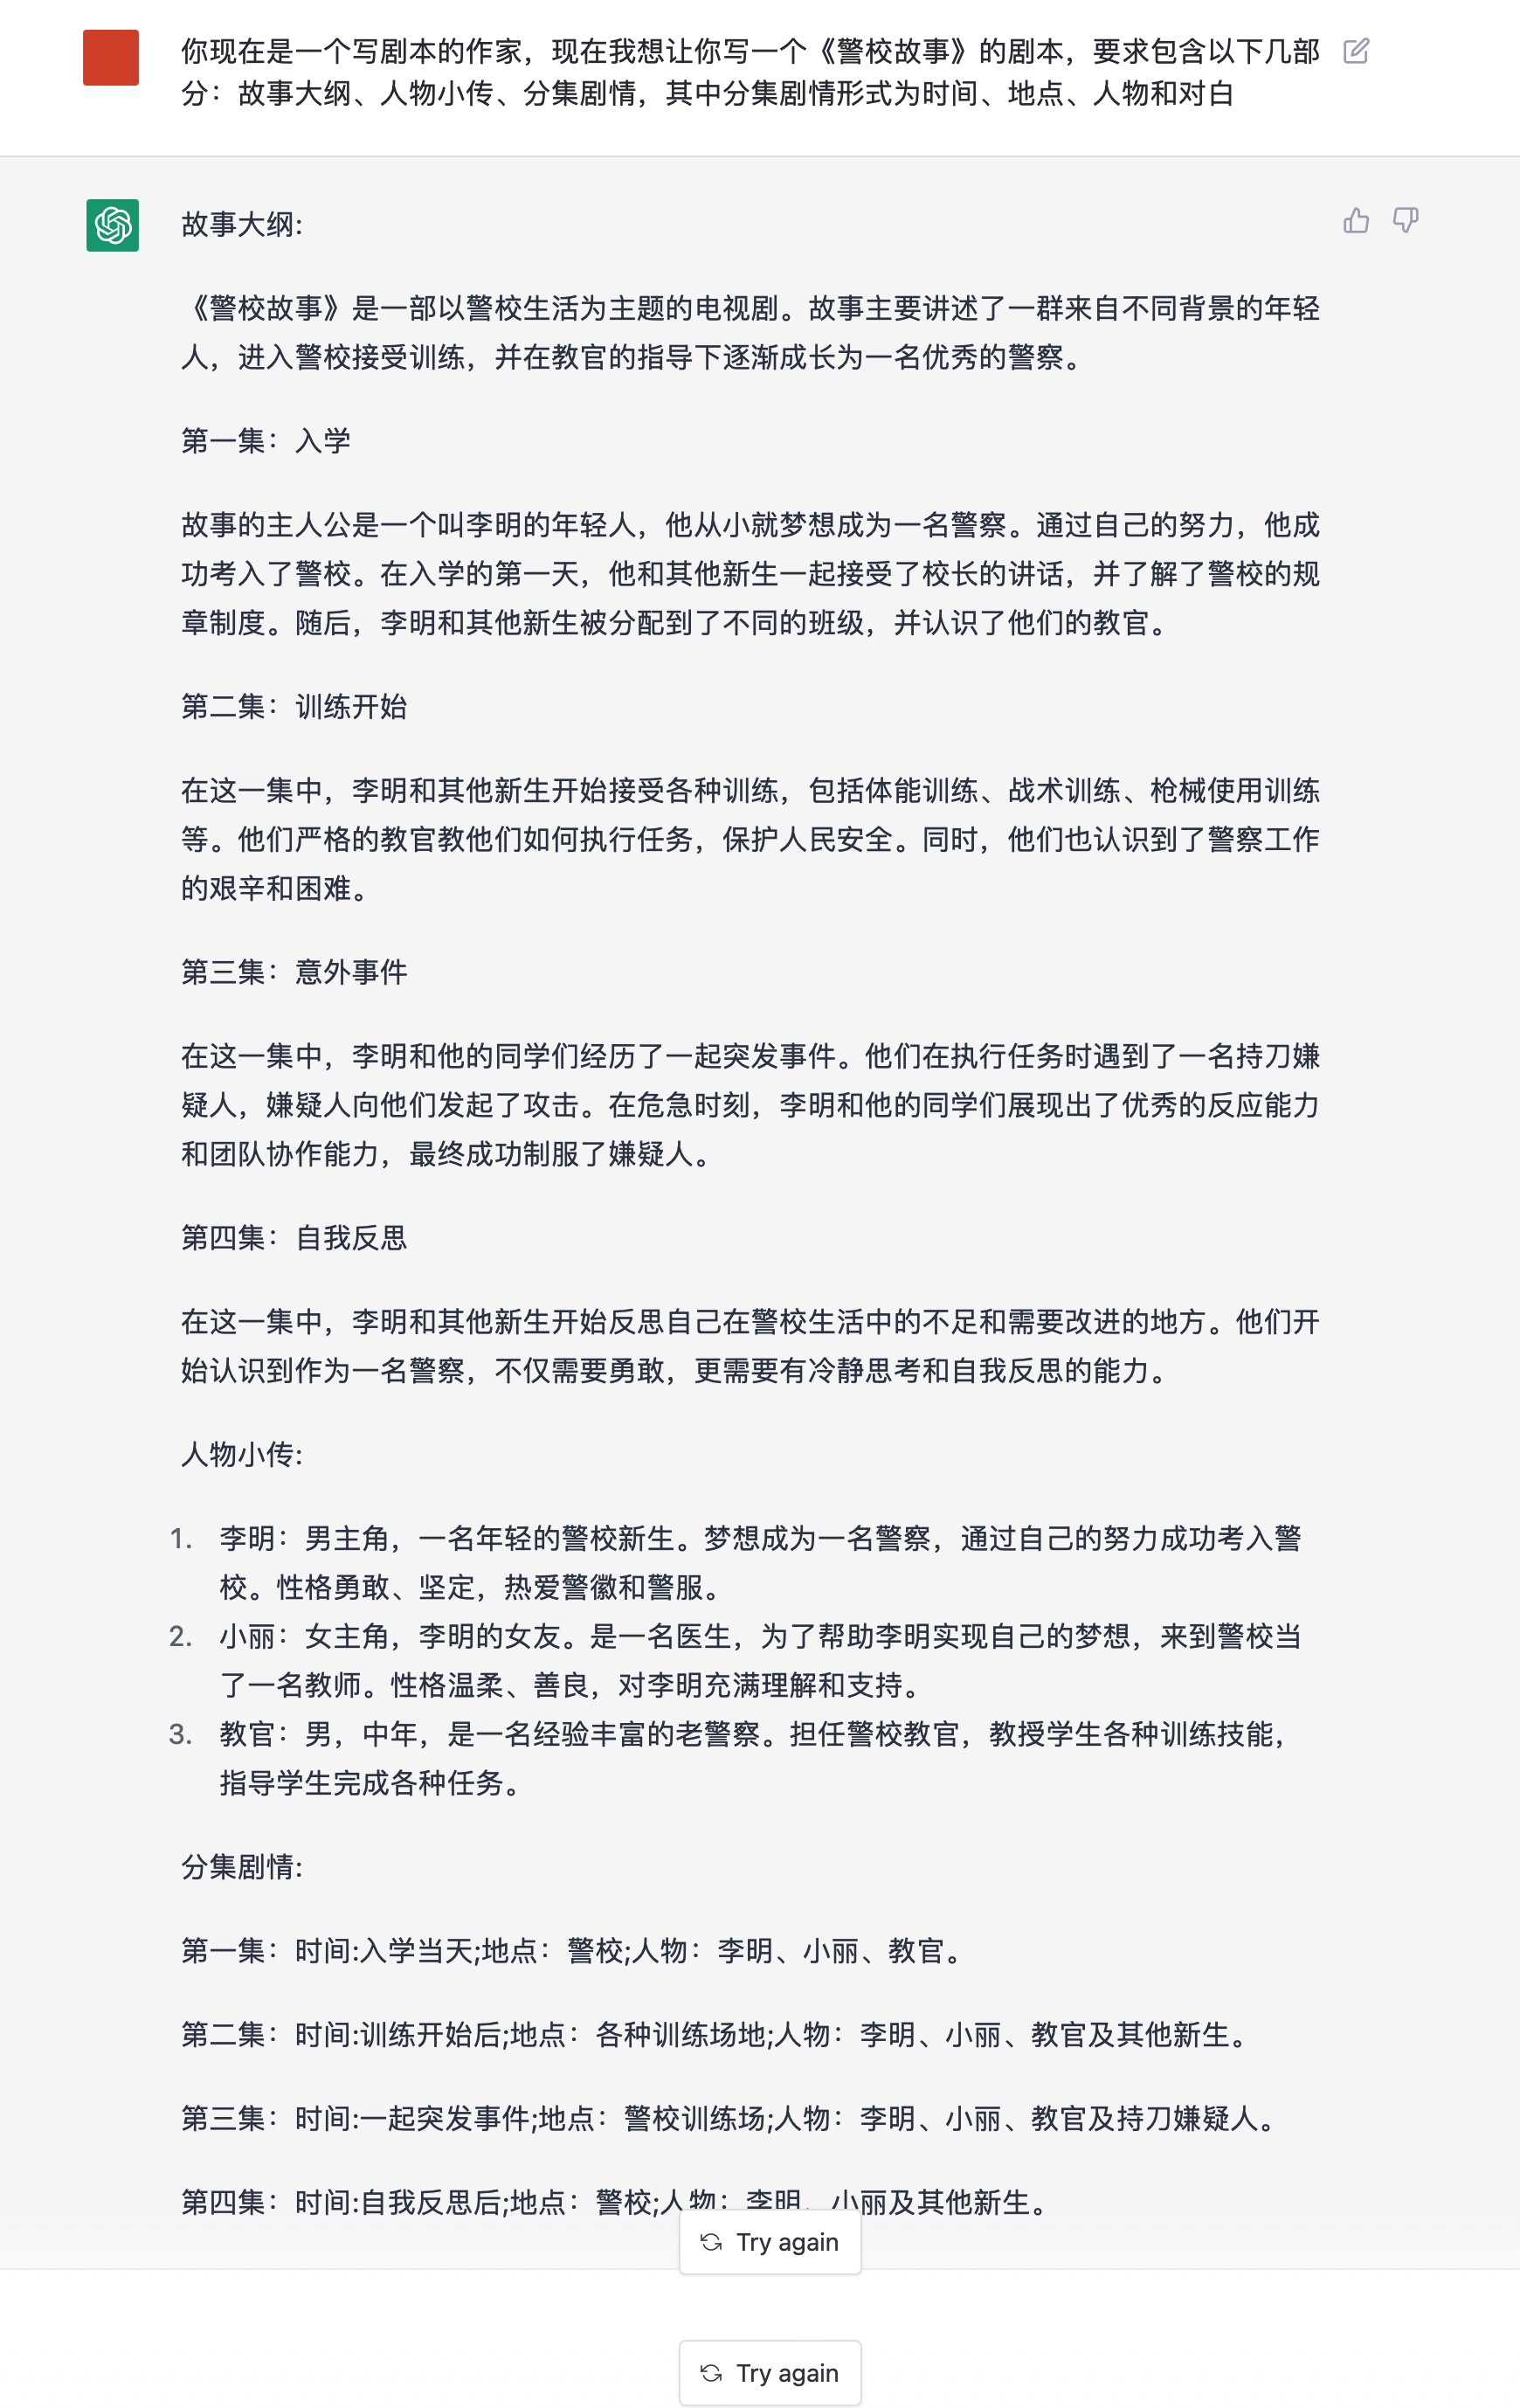 你现在是一个写剧本的作家，现在我想让你写一个《警校故事》的剧本，要求包含以下几部
分：故事大纲、人物小传、分集剧情，其中分集剧情形式为时间、地点、人物和对白
故事大纲:
《警校故事》是一部以警校生活为主题的电视剧。故事主要讲述了一群来自不同背景的年轻
人，进入警校接受训练，并在教官的指导下逐渐成长为一名优秀的警察。
第一集：入学
故事的主人公是一个叫李明的年轻人，他从小就梦想成为一名警察。通过自己的努力，他成
功考入了警校。在入学的第一天，他和其他新生一起接受了校长的讲话，并了解了警校的规
章制度。随后，李明和其他新生被分配到了不同的班级，并认识了他们的教官。
第二集：训练开始
在这一集中，李明和其他新生开始接受各种训练，包括体能训练、战术训练、枪械使用训练
等。他们严格的教官教他们如何执行任务，保护人民安全。同时，他们也认识到了警察工作
的艰辛和困难。
第三集：意外事件
在这一集中，李明和他的同学们经历了一起突发事件。他们在执行任务时遇到了一名持刀嫌
疑人，嫌疑人向他们发起了攻击。在危急时刻，李明和他的同学们展现出了优秀的反应能力
和团队协作能力，最终成功制服了嫌疑人。
第四集：自我反思
在这一集中，李明和其他新生开始反思自己在警校生活中的不足和需要改进的地方。他们开
始认识到作为一名警察，不仅需要勇敢，更需要有冷静思考和自我反思的能力。
人物小传:
1. 李明：男主角，一名年轻的警校新生。梦想成为一名警察，通过自己的努力成功考入警
校。性格勇敢、坚定，热爱警徽和警服。
2. 小丽：女主角，李明的女友。是一名医生，为了帮助李明实现自己的梦想，来到警校当
了一名教师。性格温柔、善良，对李明充满理解和支持。
3. 教官：男，中年，是一名经验丰富的老警察。担任警校教官，教授学生各种训练技能，
指导学生完成各种任务。
分集剧情:
第一集：时间:入学当天;地点：警校;人物：李明、小丽、教官。
第二集：时间:训练开始后;地点：各种训练场地;人物：李明、小丽、教官及其他新生。
第三集：时间:一起突发事件;地点：警校训练场;人物：李明、小丽、教官及持刀嫌疑人。
第四集：时间:自我反思后;地点：警校;人物：李明、小丽及其他新生。
Try again
Try again